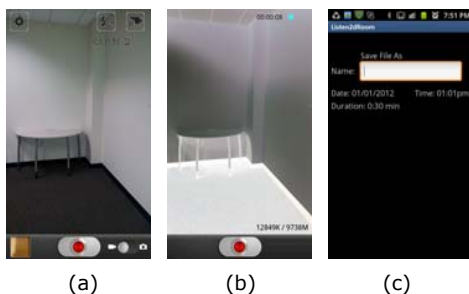 00:00:08
12849K / 9738M
7:51 PM
Listen2dRoom
Save File As
Name:
Date: 01/01/2012 Time: 01:01pm
Duration: 0:30 min
(a) (b) (c)